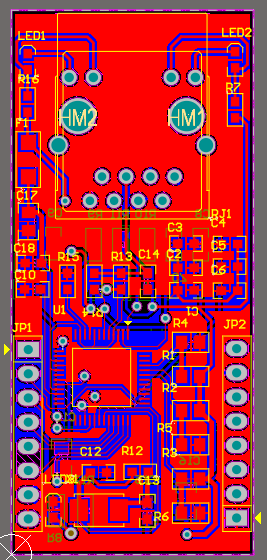 LED1 LED2
R16 R7
HM2 HM1
F1
C17 RJ1
C4
C3
C18 C5
R15 R13 C14 C2
C10 C6
U1
JP1 R4 JP2
R1
R2
R5
C12 R12 R3
C13
R6
R8